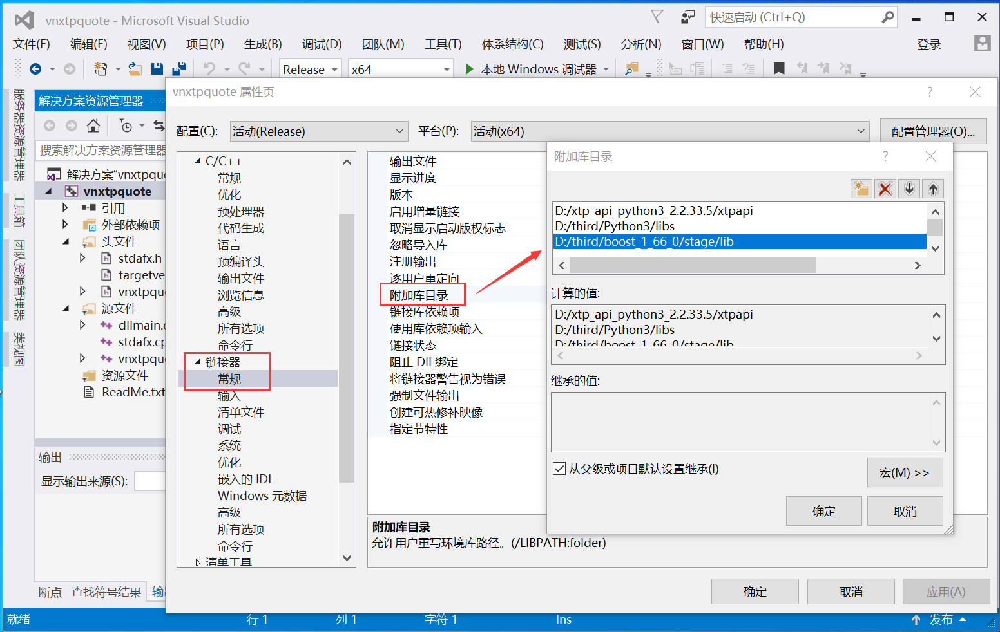 vnxtpquote - Microsoft Visual Studio
快速启动 (Ctrl+Q)
文件(F) 编辑(E) 视图(V) 项目(P) 生成(B) 调试(D) 团队(M) 工具(T) 体系结构(C) 测试(S) 分析(N) 窗口(W) 帮助(H) 登录
Release x64 本地 Windows 调试器
服务器资源管理器
工具箱
团队资源管理器
类视图
解决方案资源管理器
搜索解决方案资源管理器
解决方案"vnxtpqu
vnxtpquote
引用
外部依赖项
头文件
stdafx.h
targetve
vnxtpqu
源文件
dllmain.
stdafx.cp
vnxtpqu
资源文件
ReadMe.txt
输出
显示输出来源(S):
断点 查找符号结果 输
vnxtpquote 属性页
?
配置(C): 活动(Release) 平台(P): 活动(x64) 配置管理器(O)...
C/C++
常规
优化
预处理器
代码生成
语言
预编译头
输出文件
浏览信息
高级
所有选项
命令行
链接器
常规
输入
清单文件
调试
系统
优化
嵌入的 IDL
Windows 元数据
高级
所有选项
命令行
清单工具
输出文件
显示进度
版本
启用增量链接
取消显示启动版权标志
忽略导入库
注册输出
逐用户重定向
附加库目录
链接库依赖项
使用库依赖项输入
链接状态
阻止 Dll 绑定
将链接器警告视为错误
强制文件输出
创建可热修补映像
指定节特性
附加库目录
?
D:/xtp_api_python3_2.2.33.5/xtpapi
D:/third/Python3/libs
D:/third/boost_1_66_0/stage/lib
计算的值:
D:/xtp_api_python3_2.2.33.5/xtpapi
D:/third/Python3/libs
D:/third/boost_1_66_0/stage/lib
继承的值:
从父级或项目默认设置继承(I)
宏(M) >>
确定 取消
附加库目录
允许用户重写环境库路径。(/LIBPATH:folder)
确定 取消 应用(A)
就绪 行 1 列 1 字符 1 Ins 发布